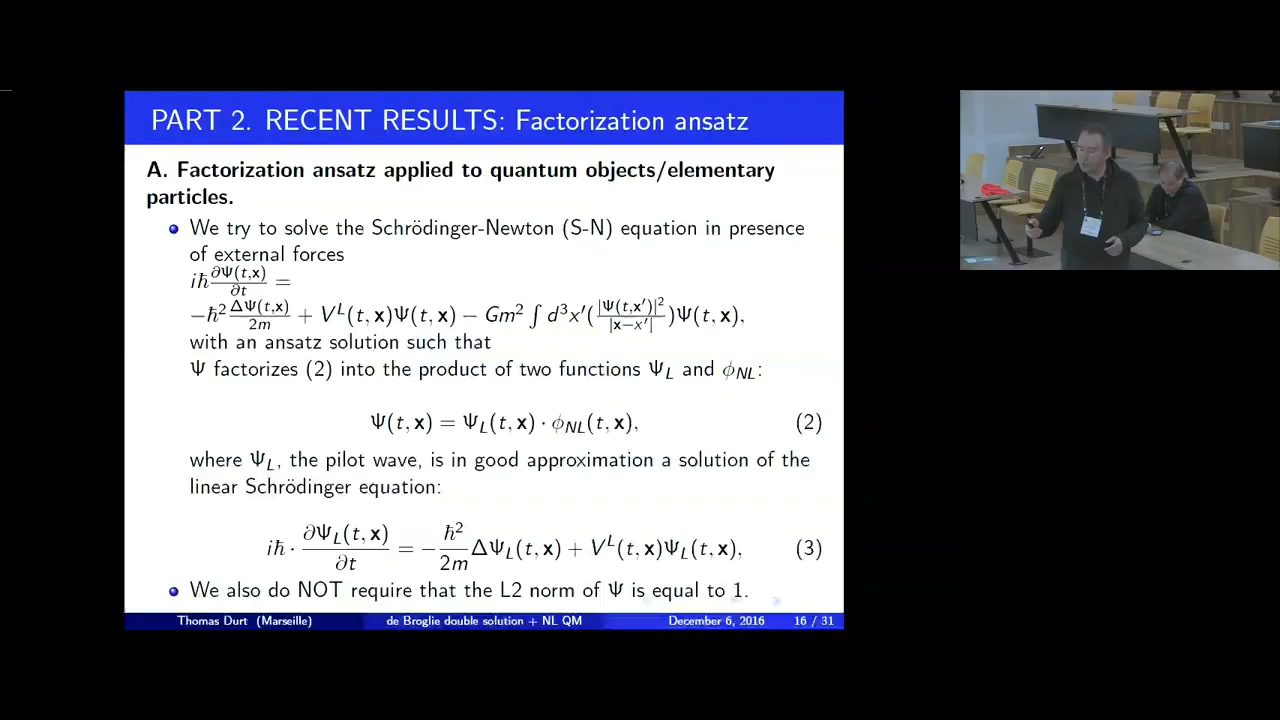 PART 2. RECENT RESULTS: Factorization ansatz
A. Factorization ansatz applied to quantum objects/elementary
particles.
We try to solve the Schrödinger-Newton (S-N) equation in presence
of external forces
iℏ ∂Ψ(t,x)/∂t =
−ℏ² ΔΨ(t,x)/2m + V^L(t,x)Ψ(t,x) − Gm² ∫ d³x′(|Ψ(t,x′)|²/|x−x′|)Ψ(t,x),
with an ansatz solution such that
Ψ factorizes (2) into the product of two functions Ψ_L and ϕ_NL:
Ψ(t,x) = Ψ_L(t,x) · ϕ_NL(t,x), (2)
where Ψ_L, the pilot wave, is in good approximation a solution of the
linear Schrödinger equation:
iℏ · ∂Ψ_L(t,x)/∂t = −ℏ²/2m ΔΨ_L(t,x) + V^L(t,x)Ψ_L(t,x), (3)
We also do NOT require that the L2 norm of Ψ is equal to 1.
Thomas Durt (Marseille) de Broglie double solution + NL QM December 6, 2016 16 / 31